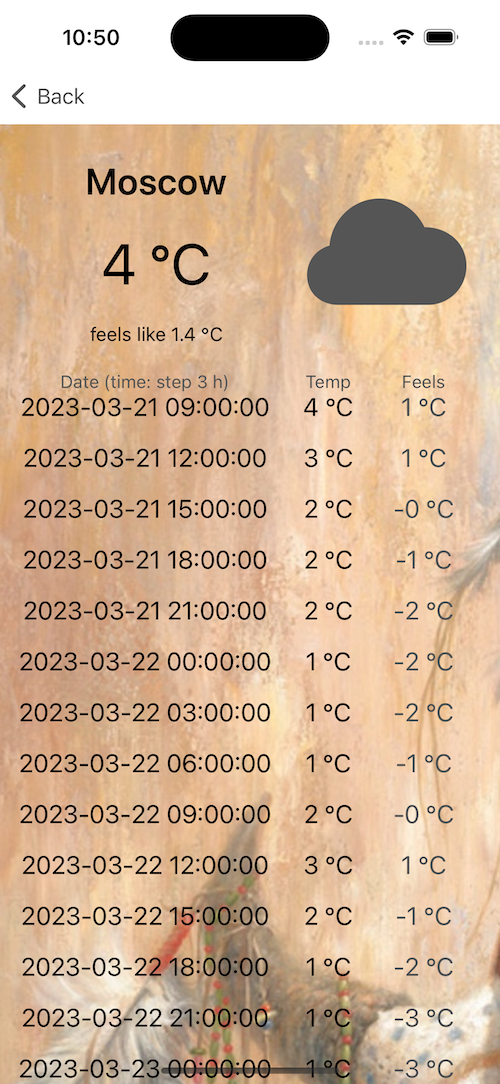 10:50
Back
Moscow
4 °C
feels like 1.4 °C
Date (time: step 3 h) Temp Feels
2023-03-21 09:00:00 4 °C 1 °C
2023-03-21 12:00:00 3 °C 1 °C
2023-03-21 15:00:00 2 °C -0 °C
2023-03-21 18:00:00 2 °C -1 °C
2023-03-21 21:00:00 2 °C -2 °C
2023-03-22 00:00:00 1 °C -2 °C
2023-03-22 03:00:00 1 °C -2 °C
2023-03-22 06:00:00 1 °C -1 °C
2023-03-22 09:00:00 2 °C -0 °C
2023-03-22 12:00:00 3 °C 1 °C
2023-03-22 15:00:00 2 °C -1 °C
2023-03-22 18:00:00 1 °C -2 °C
2023-03-22 21:00:00 1 °C -3 °C
2023-03-23 00:00:00 1 °C -3 °C